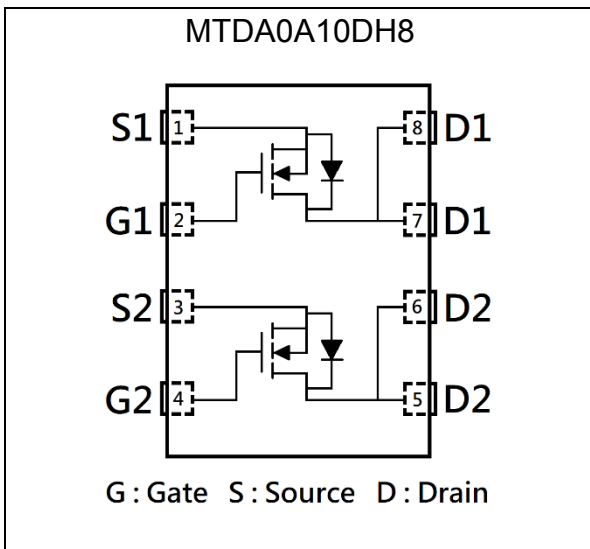 MTDA0A10DH8
S1 1 8 D1
G1 2 7 D1
S2 3 6 D2
G2 4 5 D2
G : Gate S : Source D : Drain